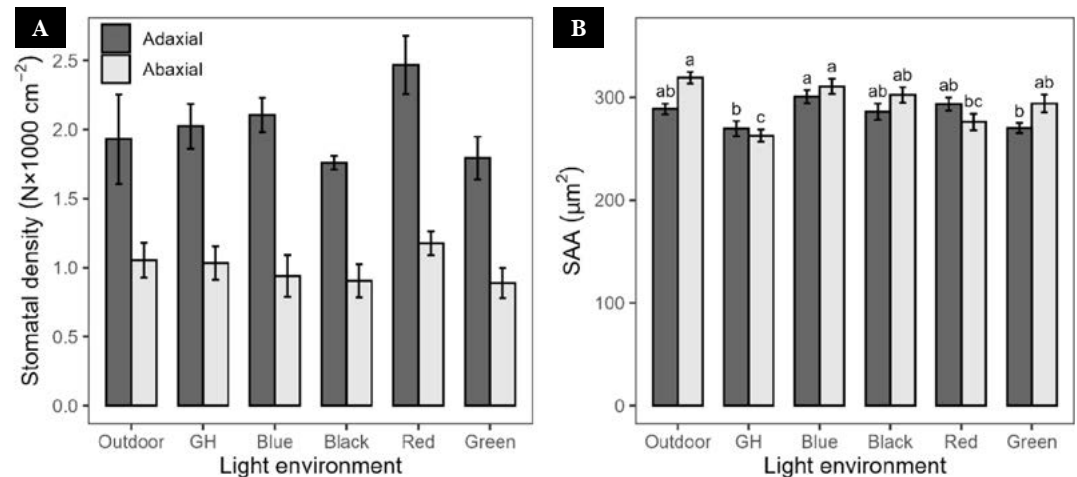 A
Adaxial
Abaxial
2.5
2.0
1.5
1.0
0.5
0.0
Stomatal density (N×1000 cm⁻²)
Outdoor GH Blue Black Red Green
Light environment
B
300
200
100
0
SAA (µm²)
ab a b c a a ab ab ab bc b ab
Outdoor GH Blue Black Red Green
Light environment